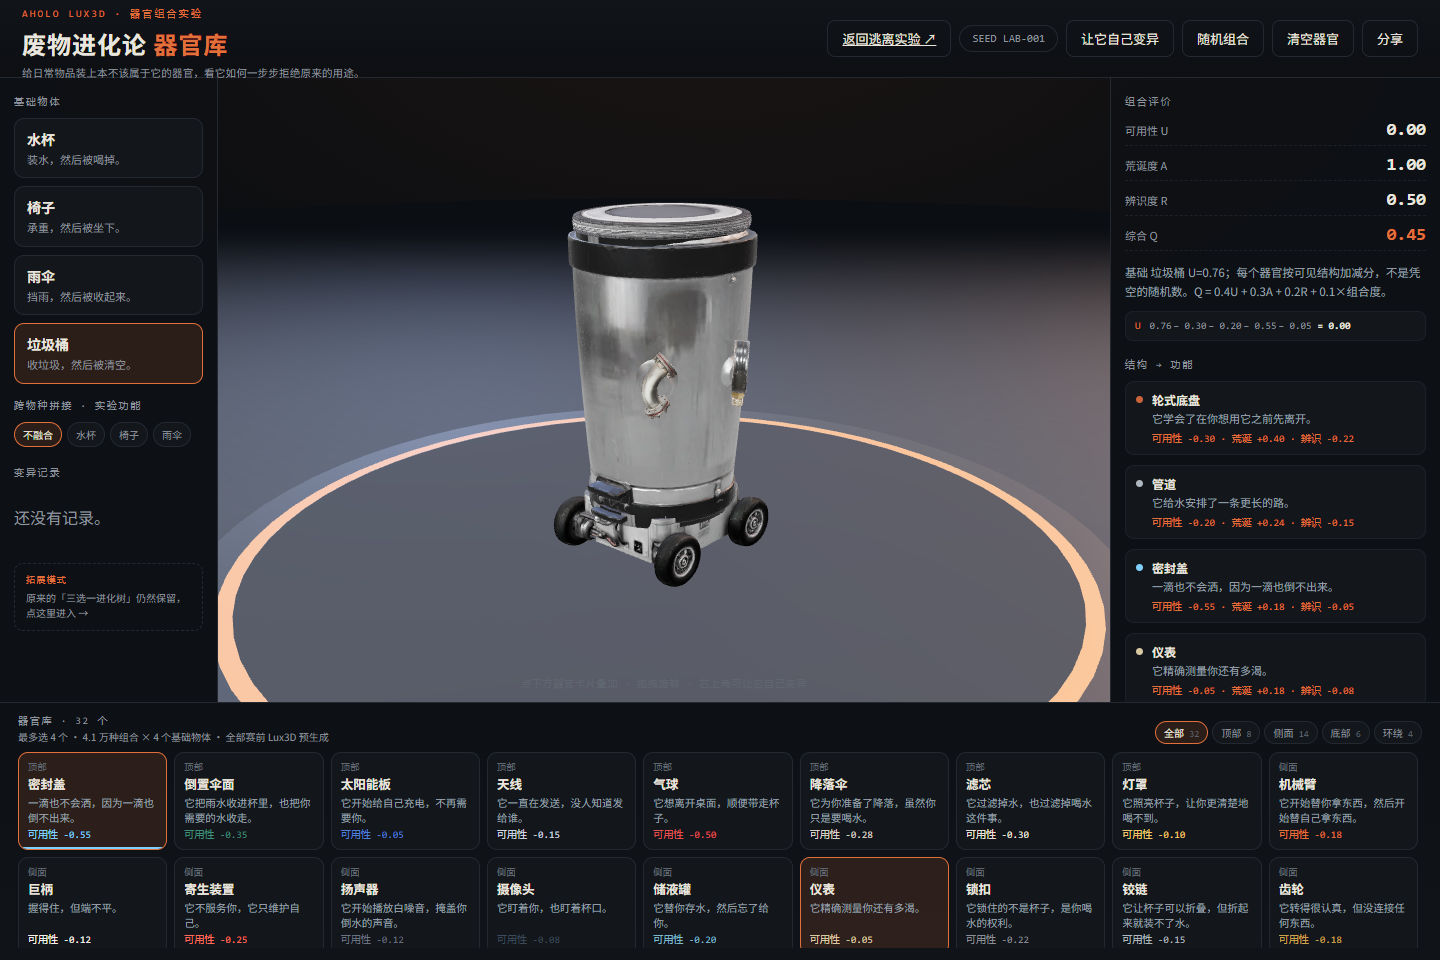 AHOLO LUX3D · 器官组合实验
废物进化论 器官库
给日常物品装上本不该属于它的器官，看它如何一步步拒绝原来的用途。
返回逃离实验 ↗
SEED LAB-001
让它自己变异
随机组合
清空器官
分享
基础物体
水杯
装水，然后被喝掉。
椅子
承重，然后被坐下。
雨伞
挡雨，然后被收起来。
垃圾桶
收垃圾，然后被清空。
跨物种拼接 · 实验功能
不融合 水杯 椅子 雨伞
变异记录
还没有记录。
拓展模式
原来的「三选一进化树」仍然保留，
点这里进入 →
组合评价
可用性 U 0.00
荒诞度 A 1.00
辨识度 R 0.50
综合 Q 0.45
基础 垃圾桶 U=0.76；每个器官按可见结构加减分，不是凭
空的随机数。Q = 0.4U + 0.3A + 0.2R + 0.1×组合度。
U 0.76 − 0.30 − 0.20 − 0.55 − 0.05 = 0.00
结构 → 功能
轮式底盘
它学会了在你想用它之前先离开。
可用性 -0.30 · 荒诞 +0.40 · 辨识 -0.22
管道
它给水安排了一条更长的路。
可用性 -0.20 · 荒诞 +0.24 · 辨识 -0.15
密封盖
一滴也不会洒，因为一滴也倒不出来。
可用性 -0.55 · 荒诞 +0.18 · 辨识 -0.05
仪表
它精确测量你还有多渴。
可用性 -0.05 · 荒诞 +0.18 · 辨识 -0.08
器官库 · 32 个
最多选 4 个 · 4.1 万种组合 × 4 个基础物体 · 全部赛前 Lux3D 预生成
全部 32 顶部 8 侧面 14 底部 6 环绕 4
顶部
密封盖
一滴也不会洒，因为一滴也
倒不出来。
可用性 -0.55
顶部
倒置伞面
它把雨水收进杯里，也把你
需要的水收走。
可用性 -0.35
顶部
太阳能板
它开始给自己充电，不再需
要你。
可用性 -0.05
顶部
天线
它一直在发送，没人知道发
给谁。
可用性 -0.15
顶部
气球
它想离开桌面，顺便带走杯
子。
可用性 -0.50
顶部
降落伞
它为你准备了降落，虽然你
只是要喝水。
可用性 -0.28
顶部
滤芯
它过滤掉水，也过滤掉喝水
这件事。
可用性 -0.30
顶部
灯罩
它照亮杯子，让你更清楚地
喝不到。
可用性 -0.10
侧面
机械臂
它开始替你拿东西，然后开
始替自己拿东西。
可用性 -0.18
侧面
巨柄
握得住，但端不平。
可用性 -0.12
侧面
寄生装置
它不服务你，它只维护自
己。
可用性 -0.25
侧面
扬声器
它开始播放白噪音，掩盖你
倒水的声音。
可用性 -0.12
侧面
摄像头
它盯着你，也盯着杯口。
可用性 -0.08
侧面
储液罐
它替你存水，然后忘了给
你。
可用性 -0.20
侧面
仪表
它精确测量你还有多渴。
可用性 -0.05
侧面
锁扣
它锁住的不是杯子，是你喝
水的权利。
可用性 -0.22
侧面
铰链
它让杯子可以折叠，但折起
来就装不了水。
可用性 -0.15
侧面
齿轮
它转得很认真，但没连接任
何东西。
可用性 -0.18